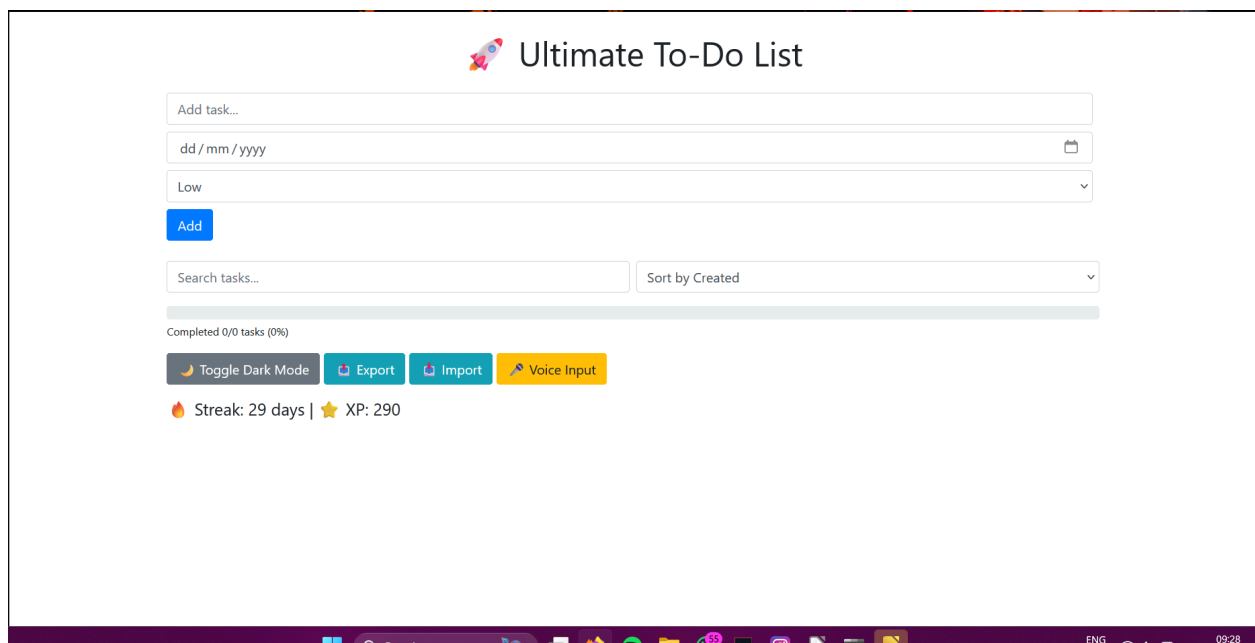 🚀 Ultimate To-Do List
Add task...
dd / mm / yyyy
Low
Add
Search tasks...
Sort by Created
Completed 0/0 tasks (0%)
🌙 Toggle Dark Mode
📤 Export
📥 Import
🎤 Voice Input
🔥 Streak: 29 days | ⭐ XP: 290
55
ENG
09:28